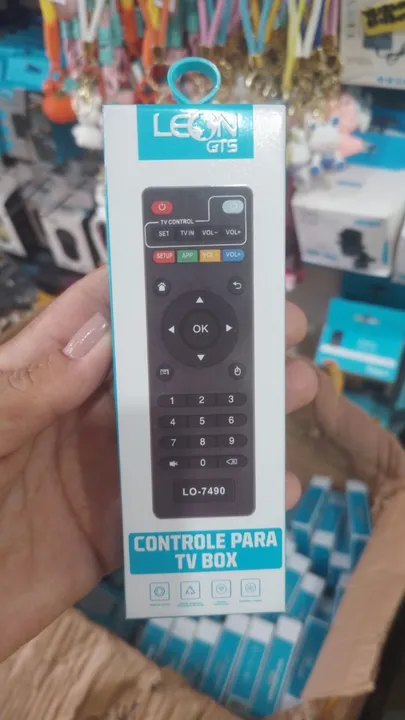 LEON
GTS
TV CONTROL
SET TV IN VOL- VOL+
SETUP APP VOL- VOL+
OK
1 2 3
4 5 6
7 8 9
0
LO-7490
CONTROLE PARA
TV BOX